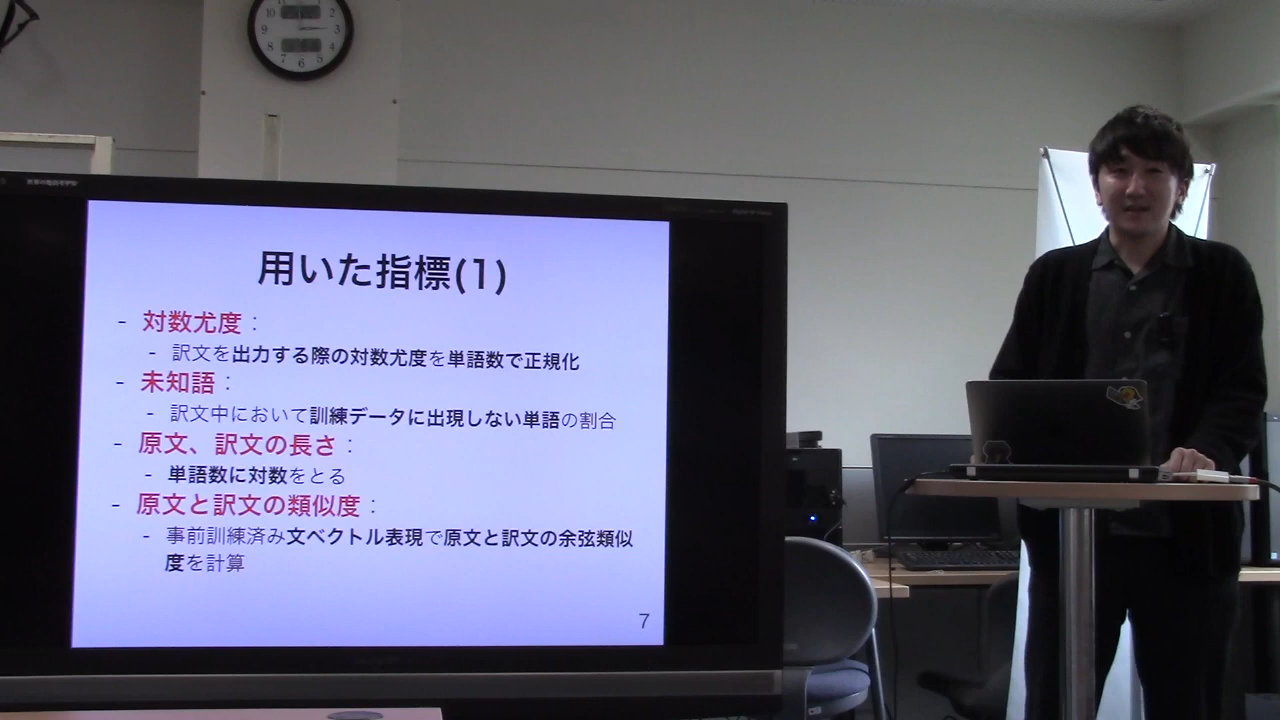 用いた指標(1)
- 対数尤度：
- 訳文を出力する際の対数尤度を単語数で正規化
- 未知語：
- 訳文中において訓練データに出現しない単語の割合
- 原文、訳文の長さ：
- 単語数に対数をとる
- 原文と訳文の類似度：
- 事前訓練済み文ベクトル表現で原文と訳文の余弦類似
度を計算
7